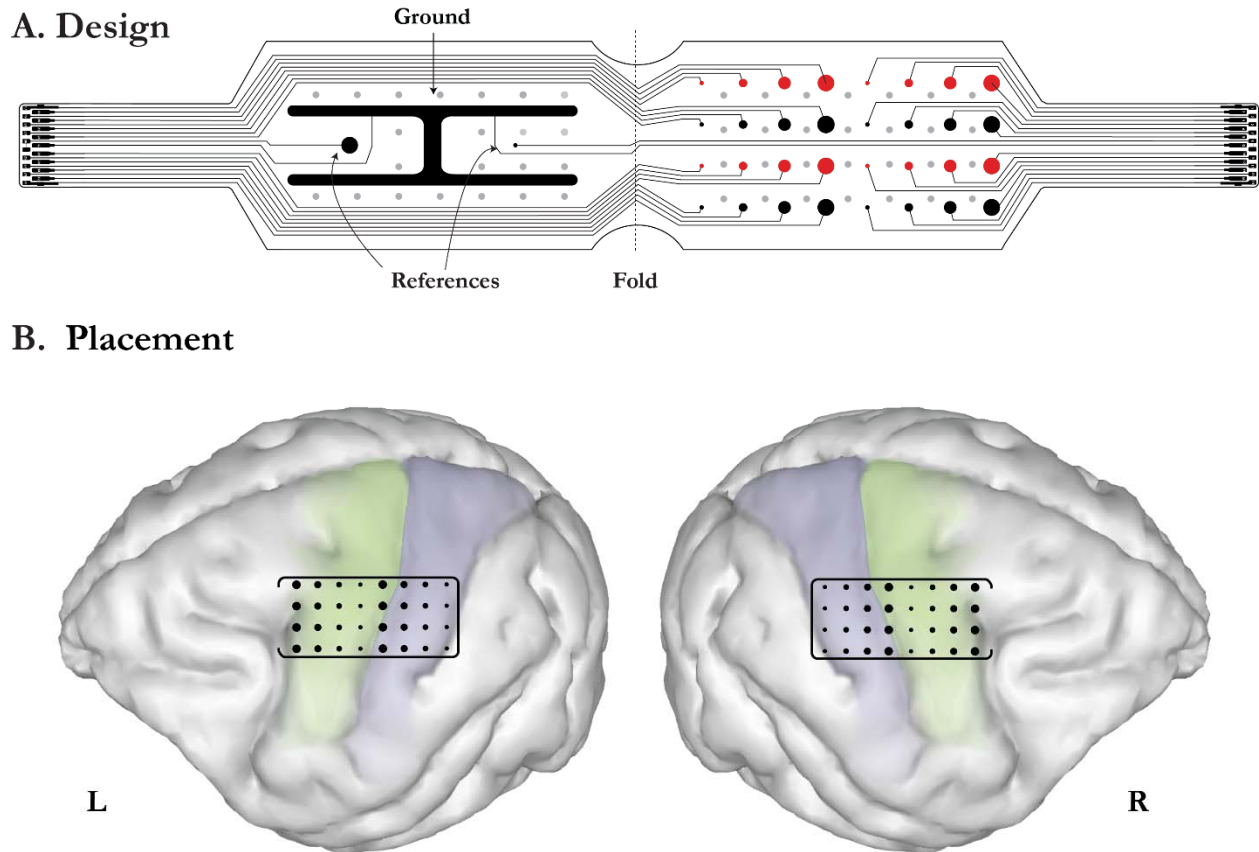 A. Design
Ground
References
Fold
B. Placement
L
R